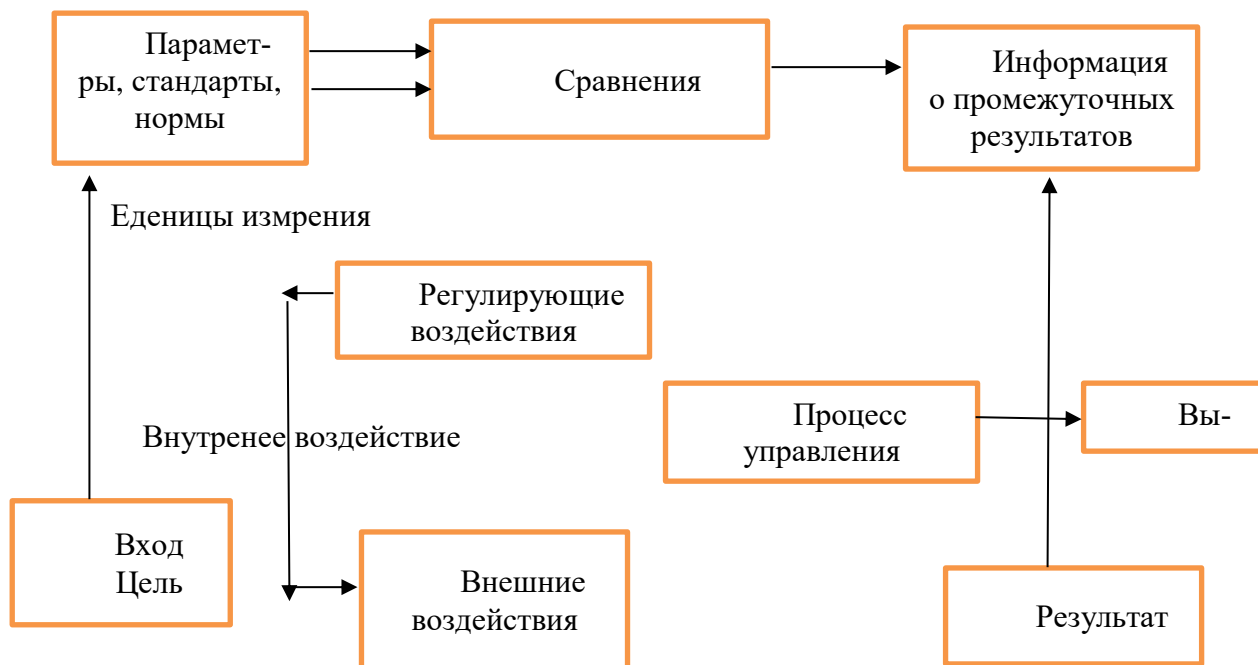 Парамет-
ры, стандарты,
нормы
Сравнения
Информация
о промежуточных
результатов
Еденицы измрения
Регулирующие
воздействия
Внутренее воздействие
Процесс
управления
Вы-
Вход
Цель
Внешние
воздействия
Результат